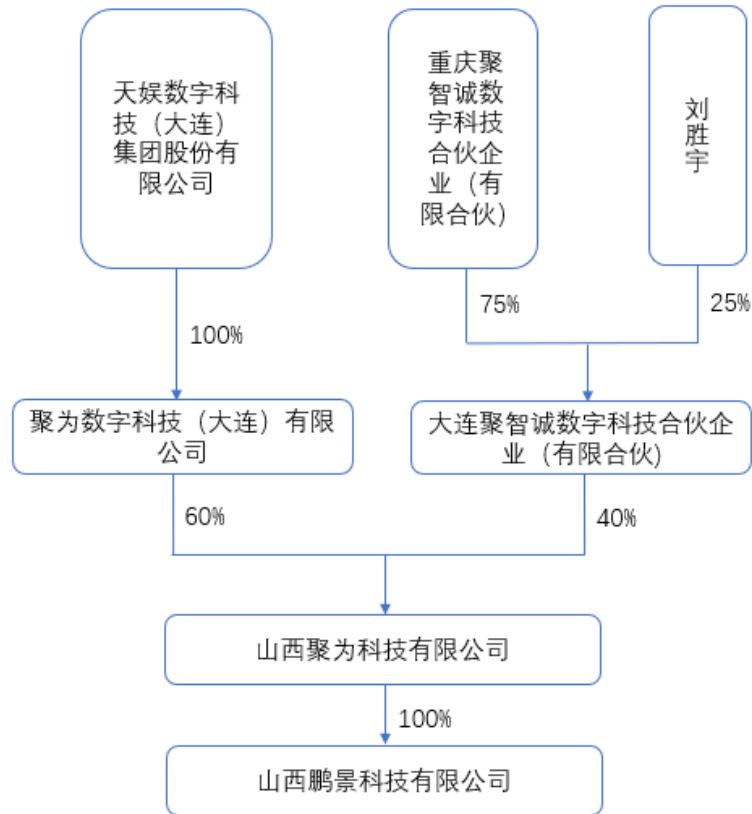 天娱数字科
技（大连）
集团股份有
限公司
重庆聚
智诚数
字科技
合伙企
业（有
限合伙）
刘
胜
宇
100%
75%
25%
聚为数字科技（大连）有限
公司
大连聚智诚数字科技合伙企
业（有限合伙)
60%
40%
山西聚为科技有限公司
100%
山西鹏景科技有限公司